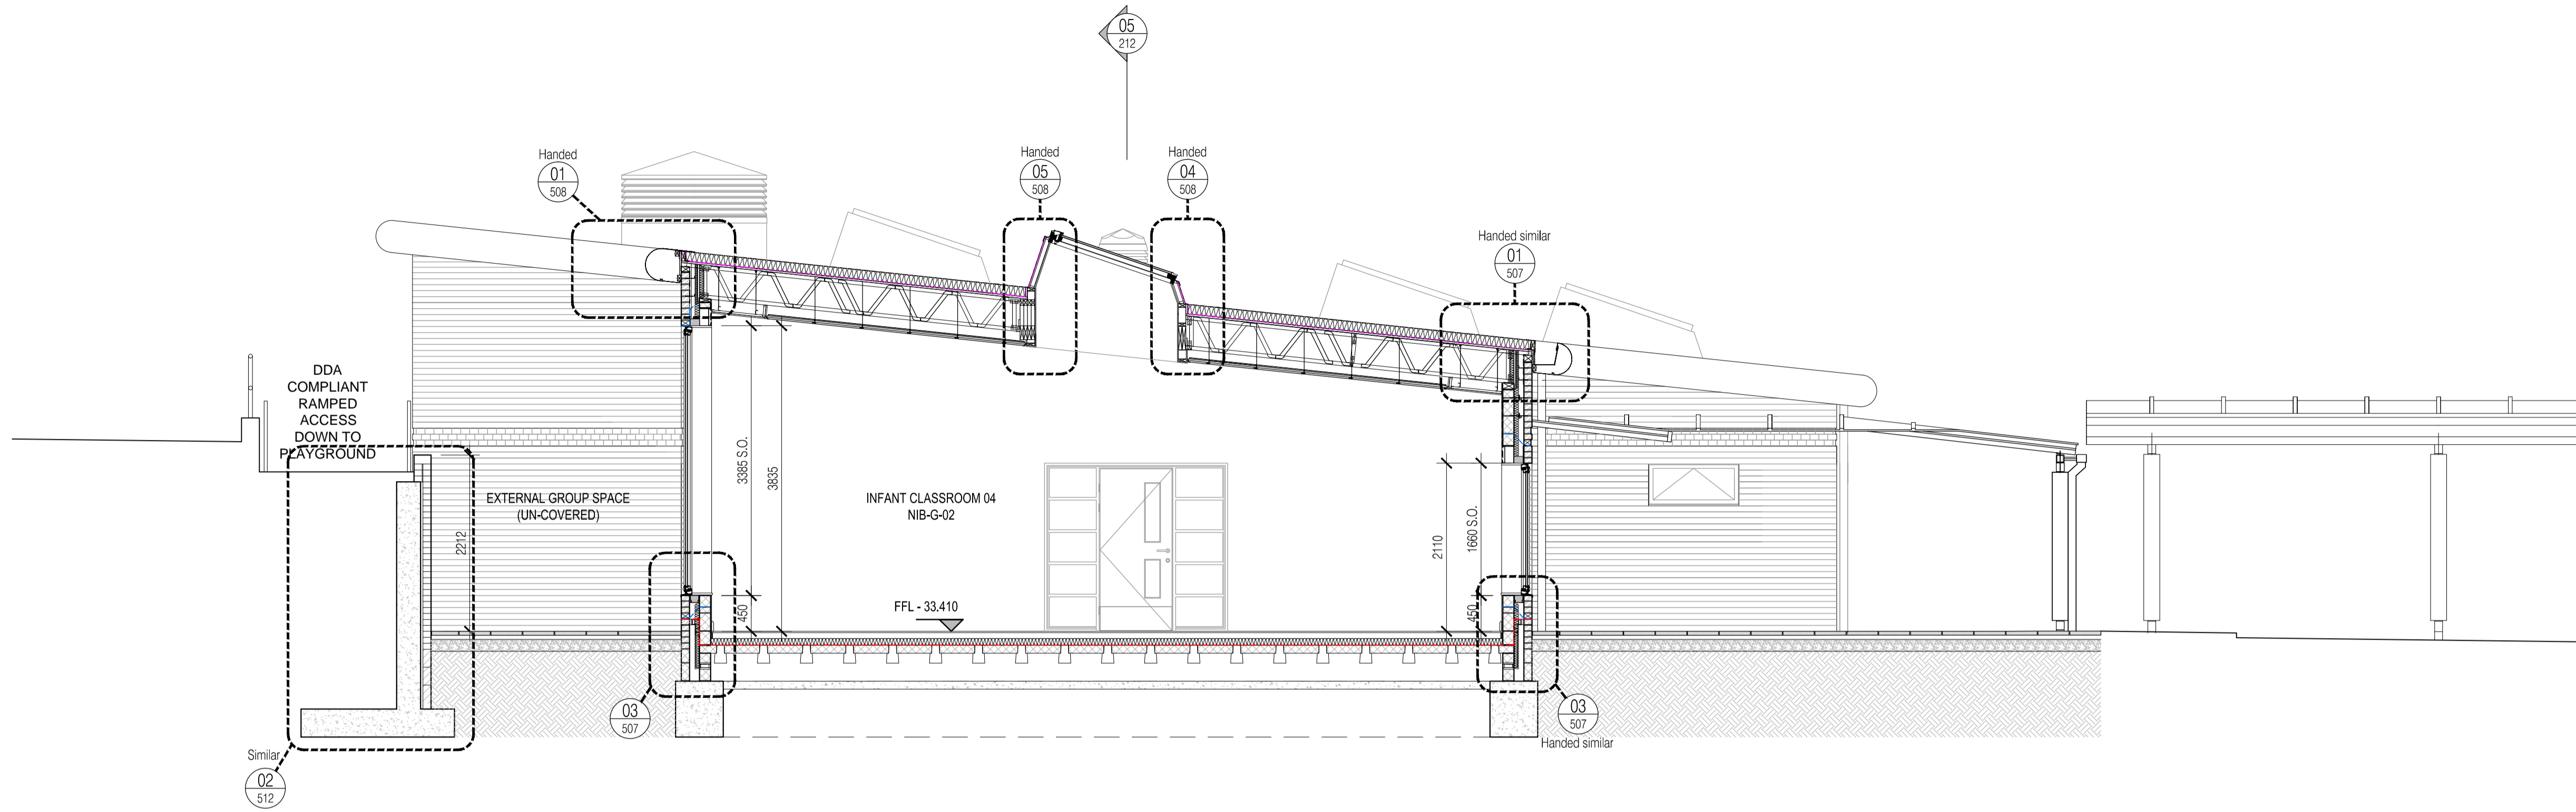 05
212
Handed
01
508
Handed
05
508
Handed
04
508
Handed similar
01
507
DDA
COMPLIANT
RAMPED
ACCESS
DOWN TO
PLAYGROUND
EXTERNAL GROUP SPACE
(UN-COVERED)
2212
3385 S.O.
3835
450
INFANT CLASSROOM 04
NIB-G-02
FFL - 33.410
2110
1660 S.O.
450
03
507
03
507
Handed similar
Similar
02
512